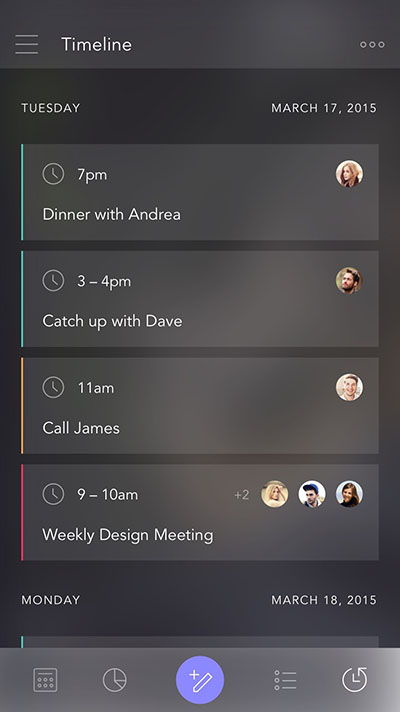 Timeline
TUESDAY MARCH 17, 2015
7pm
Dinner with Andrea
3 – 4pm
Catch up with Dave
11am
Call James
9 – 10am +2
Weekly Design Meeting
MONDAY MARCH 18, 2015